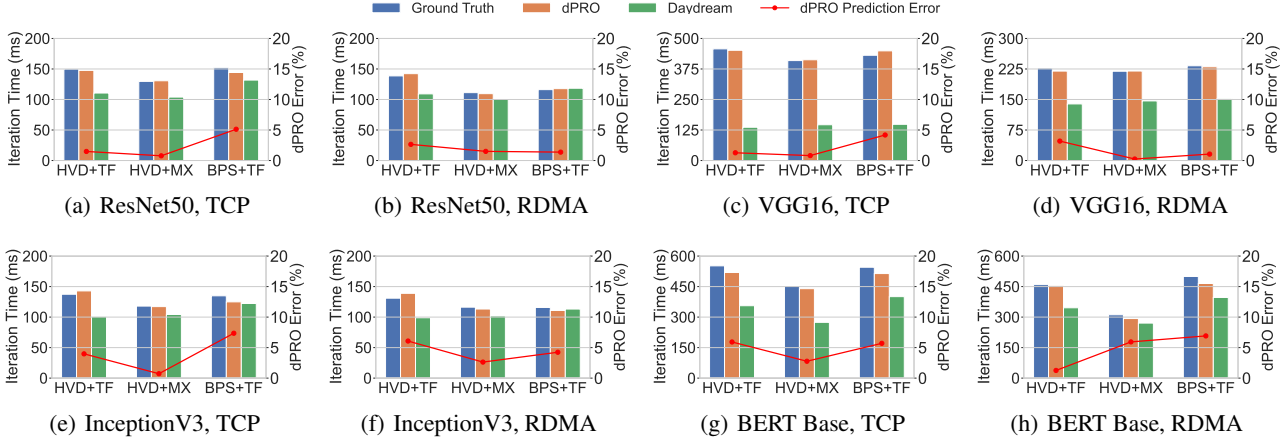 Ground Truth dPRO Daydream dPRO Prediction Error
Iteration Time (ms)
200
150
100
50
0
20
15
10
5
0
dPRO Error (%)
HVD+TF HVD+MX BPS+TF
(a) ResNet50, TCP
Iteration Time (ms)
200
150
100
50
0
20
15
10
5
0
dPRO Error (%)
HVD+TF HVD+MX BPS+TF
(b) ResNet50, RDMA
Iteration Time (ms)
500
375
250
125
0
20
15
10
5
0
dPRO Error (%)
HVD+TF HVD+MX BPS+TF
(c) VGG16, TCP
Iteration Time (ms)
300
225
150
75
0
20
15
10
5
0
dPRO Error (%)
HVD+TF HVD+MX BPS+TF
(d) VGG16, RDMA
Iteration Time (ms)
200
150
100
50
0
20
15
10
5
0
dPRO Error (%)
HVD+TF HVD+MX BPS+TF
(e) InceptionV3, TCP
Iteration Time (ms)
200
150
100
50
0
20
15
10
5
0
dPRO Error (%)
HVD+TF HVD+MX BPS+TF
(f) InceptionV3, RDMA
Iteration Time (ms)
600
450
300
150
0
20
15
10
5
0
dPRO Error (%)
HVD+TF HVD+MX BPS+TF
(g) BERT Base, TCP
Iteration Time (ms)
600
450
300
150
0
20
15
10
5
0
dPRO Error (%)
HVD+TF HVD+MX BPS+TF
(h) BERT Base, RDMA